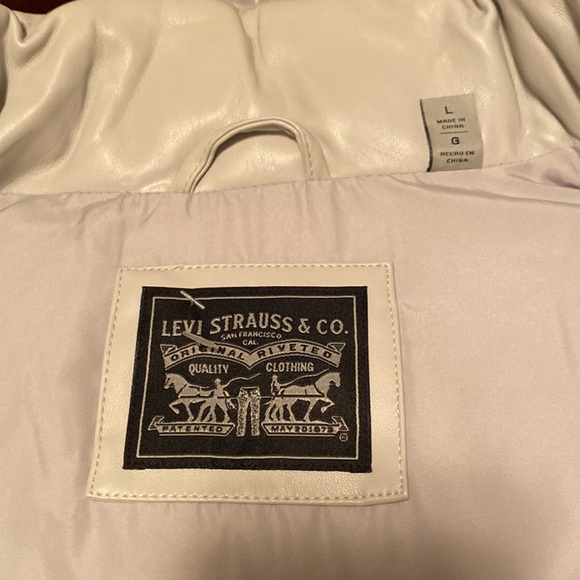 L
MADE IN
CHINA
G
HECHO EN
CHINA
LEVI STRAUSS & CO.
SAN FRANCISCO
CAL.
ORIGINAL RIVETED
QUALITY CLOTHING
PATENTED MAY 20 1873